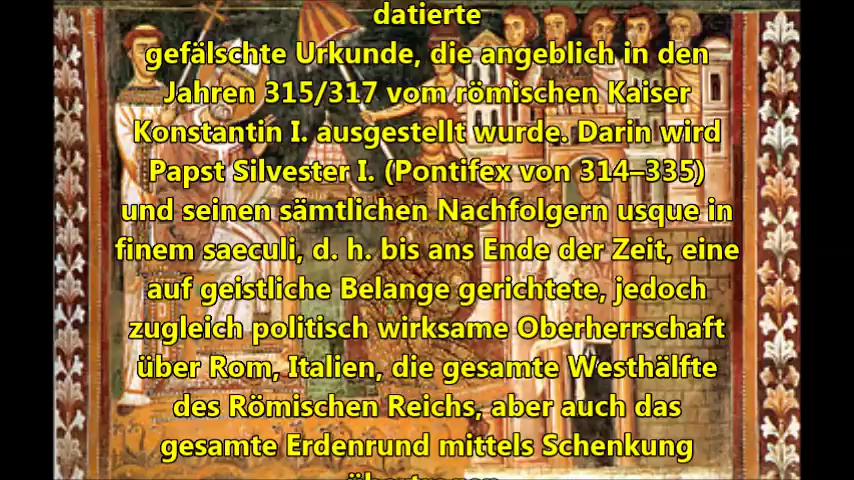 datierte
gefälschte Urkunde, die angeblich in den
Jahren 315/317 vom römischen Kaiser
Konstantin I. ausgestellt wurde. Darin wird
Papst Silvester I. (Pontifex von 314–335)
und seinen sämtlichen Nachfolgern usque in
finem saeculi, d. h. bis ans Ende der Zeit, eine
auf geistliche Belange gerichtete, jedoch
zugleich politisch wirksame Oberherrschaft
über Rom, Italien, die gesamte Westhälfte
des Römischen Reichs, aber auch das
gesamte Erdenrund mittels Schenkung